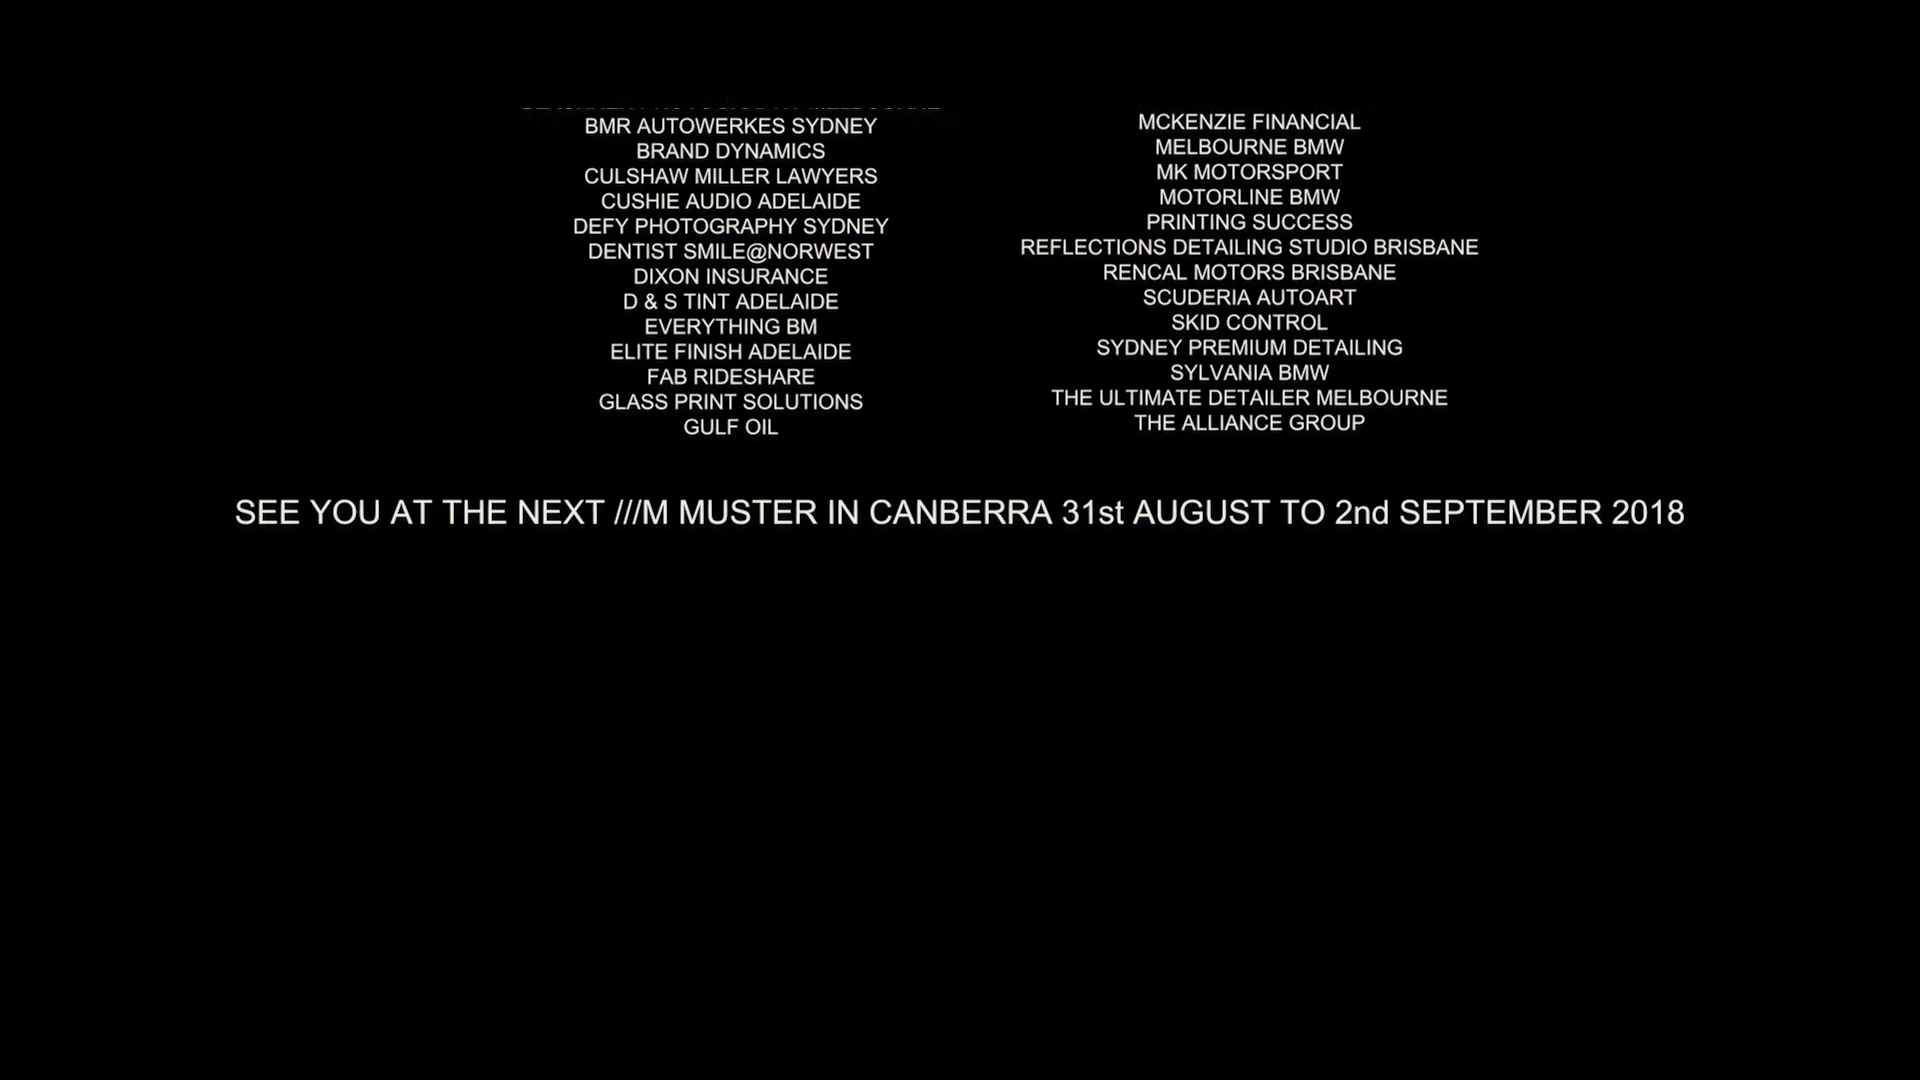 BMR AUTOWERKES SYDNEY
BRAND DYNAMICS
CULSHAW MILLER LAWYERS
CUSHIE AUDIO ADELAIDE
DEFY PHOTOGRAPHY SYDNEY
DENTIST SMILE@NORWEST
DIXON INSURANCE
D & S TINT ADELAIDE
EVERYTHING BM
ELITE FINISH ADELAIDE
FAB RIDESHARE
GLASS PRINT SOLUTIONS
GULF OIL
MCKENZIE FINANCIAL
MELBOURNE BMW
MK MOTORSPORT
MOTORLINE BMW
PRINTING SUCCESS
REFLECTIONS DETAILING STUDIO BRISBANE
RENCAL MOTORS BRISBANE
SCUDERIA AUTOART
SKID CONTROL
SYDNEY PREMIUM DETAILING
SYLVANIA BMW
THE ULTIMATE DETAILER MELBOURNE
THE ALLIANCE GROUP
SEE YOU AT THE NEXT ///M MUSTER IN CANBERRA 31st AUGUST TO 2nd SEPTEMBER 2018